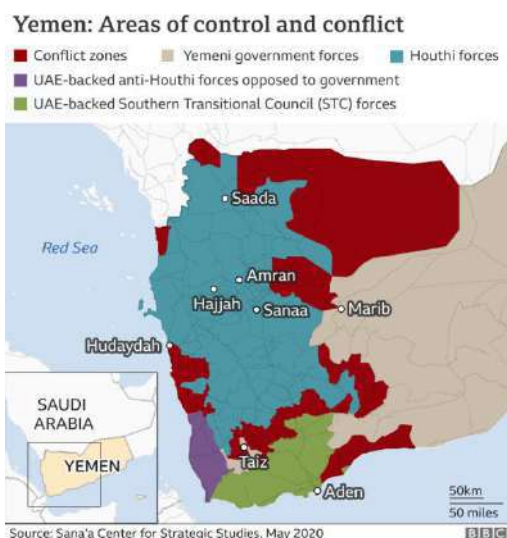 Yemen: Areas of control and conflict
Conflict zones Yemeni government forces Houthi forces
UAE-backed anti-Houthi forces opposed to government
UAE-backed Southern Transitional Council (STC) forces
Saada
Red Sea
Amran
Hajjah
Sanaa
Marib
Hudaydah
SAUDI
ARABIA
YEMEN
Taiz
Aden
50km
50 miles
Source: Sana'a Center for Strategic Studies, May 2020
BBC